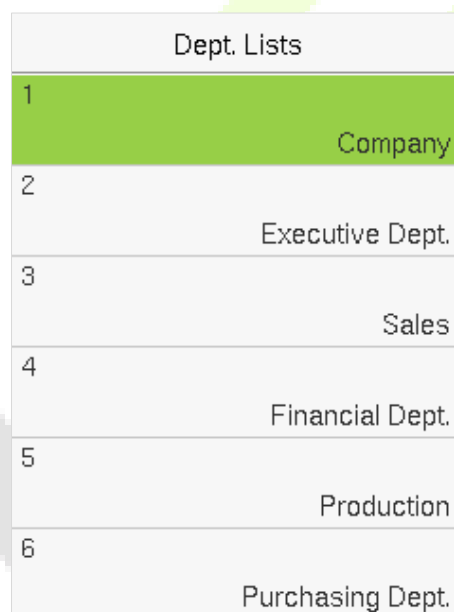 Dept. Lists
1
Company
2
Executive Dept.
3
Sales
4
Financial Dept.
5
Production
6
Purchasing Dept.